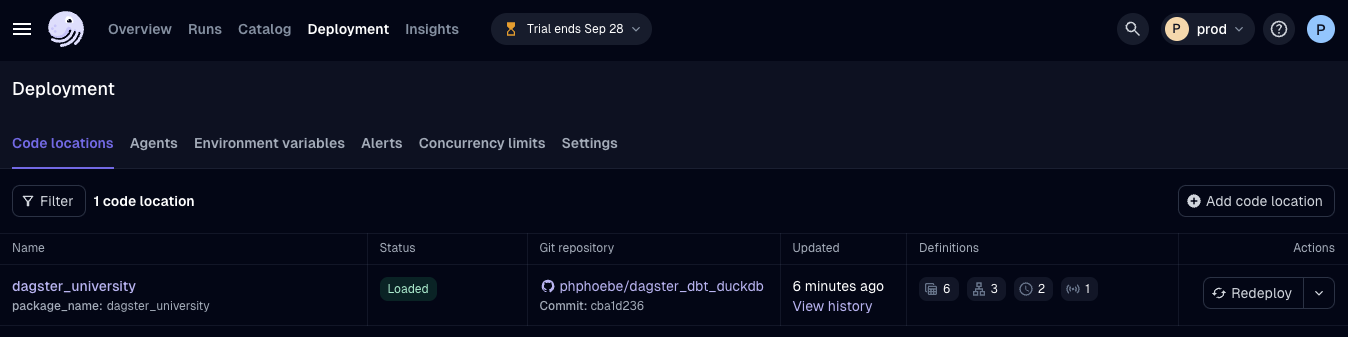 Overview Runs Catalog Deployment Insights Trial ends Sep 28 P prod P
Deployment
Code locations Agents Environment variables Alerts Concurrency limits Settings
Filter 1 code location Add code location
Name Status Git repository Updated Definitions Actions
dagster_university Loaded phphoebe/dagster_dbt_duckdb 6 minutes ago 6 3 2 1 Redeploy
package_name: dagster_university Commit: cba1d236 View history